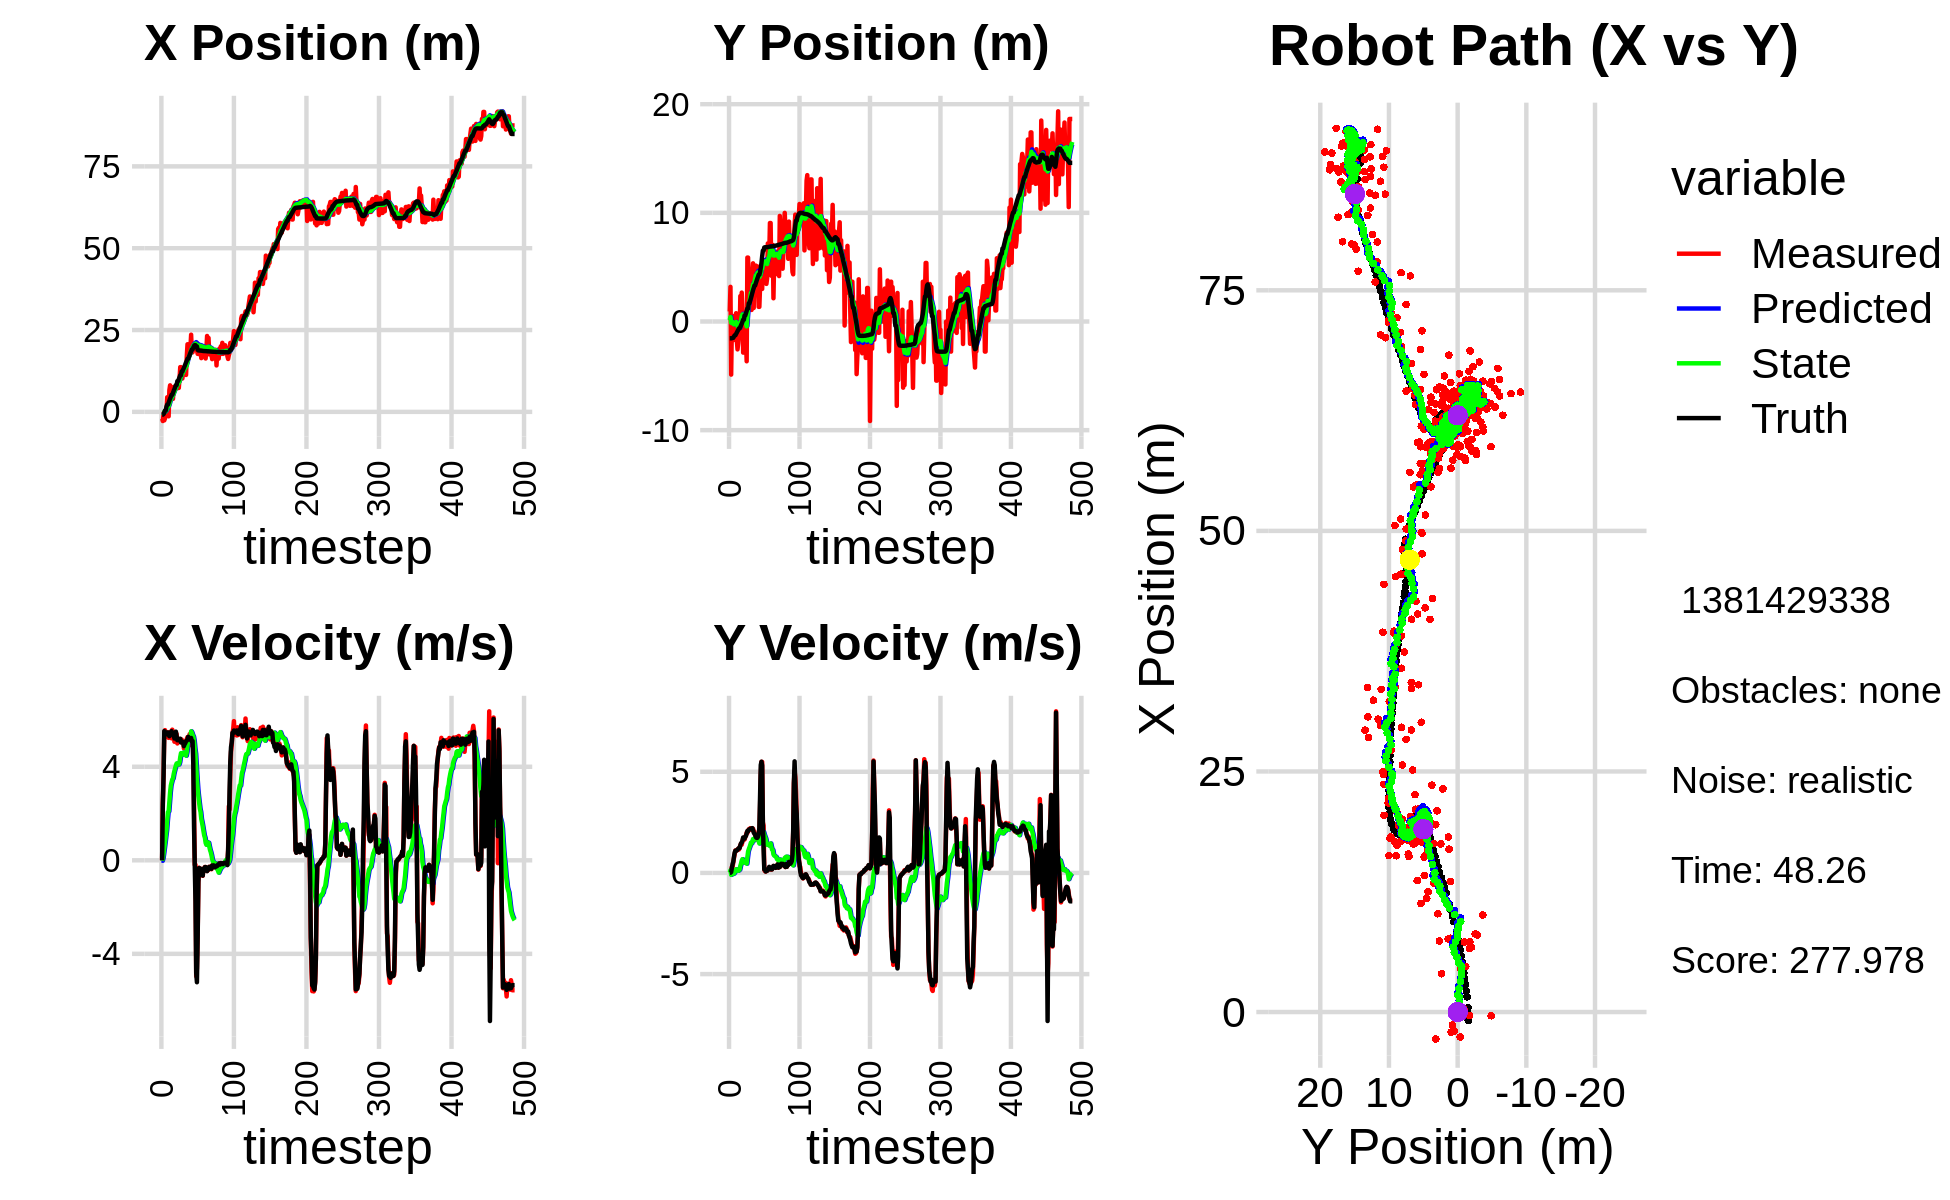 X Position (m)
75
50
25
0
0
100
200
300
400
500
timestep
Y Position (m)
20
10
0
-10
0
100
200
300
400
500
timestep
X Velocity (m/s)
4
0
-4
0
100
200
300
400
500
timestep
Y Velocity (m/s)
5
0
-5
0
100
200
300
400
500
timestep
Robot Path (X vs Y)
X Position (m)
75
50
25
0
20 10 0 -10 -20
Y Position (m)
variable
Measured
Predicted
State
Truth
1381429338
Obstacles: none
Noise: realistic
Time: 48.26
Score: 277.978